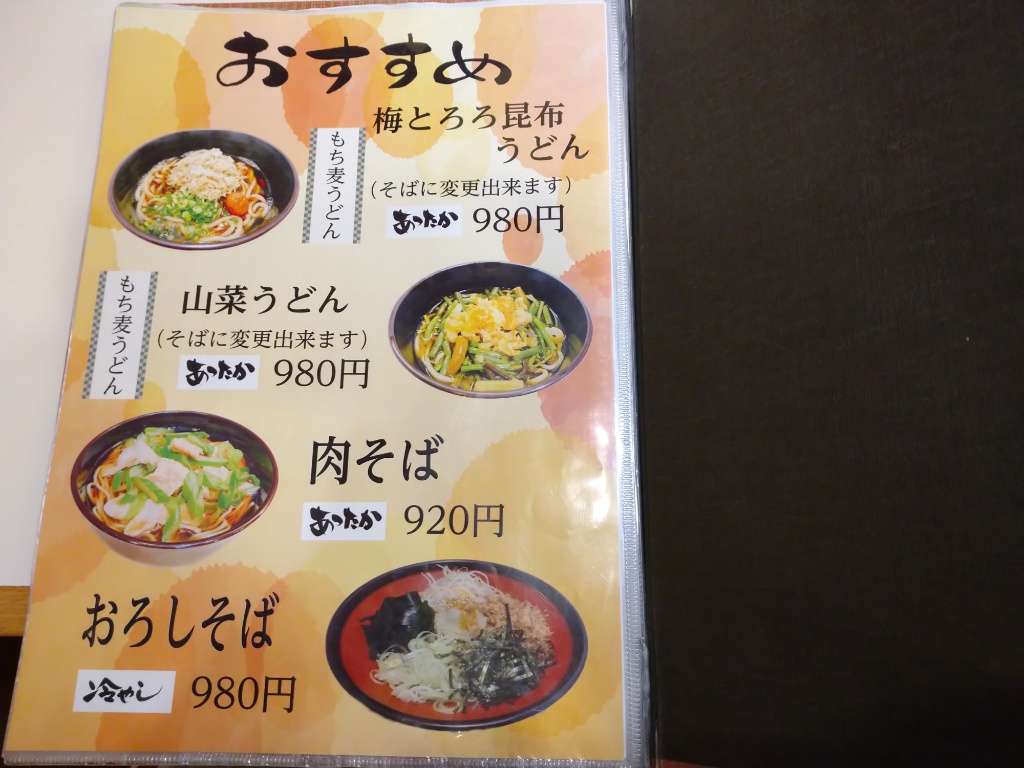 おすすめ
梅とろろ昆布
うどん
もち麦うどん
(そばに変更出来ます)
あったか 980円
もち麦うどん
山菜うどん
(そばに変更出来ます)
あったか 980円
肉そば
あったか 920円
おろしそば
冷やし 980円